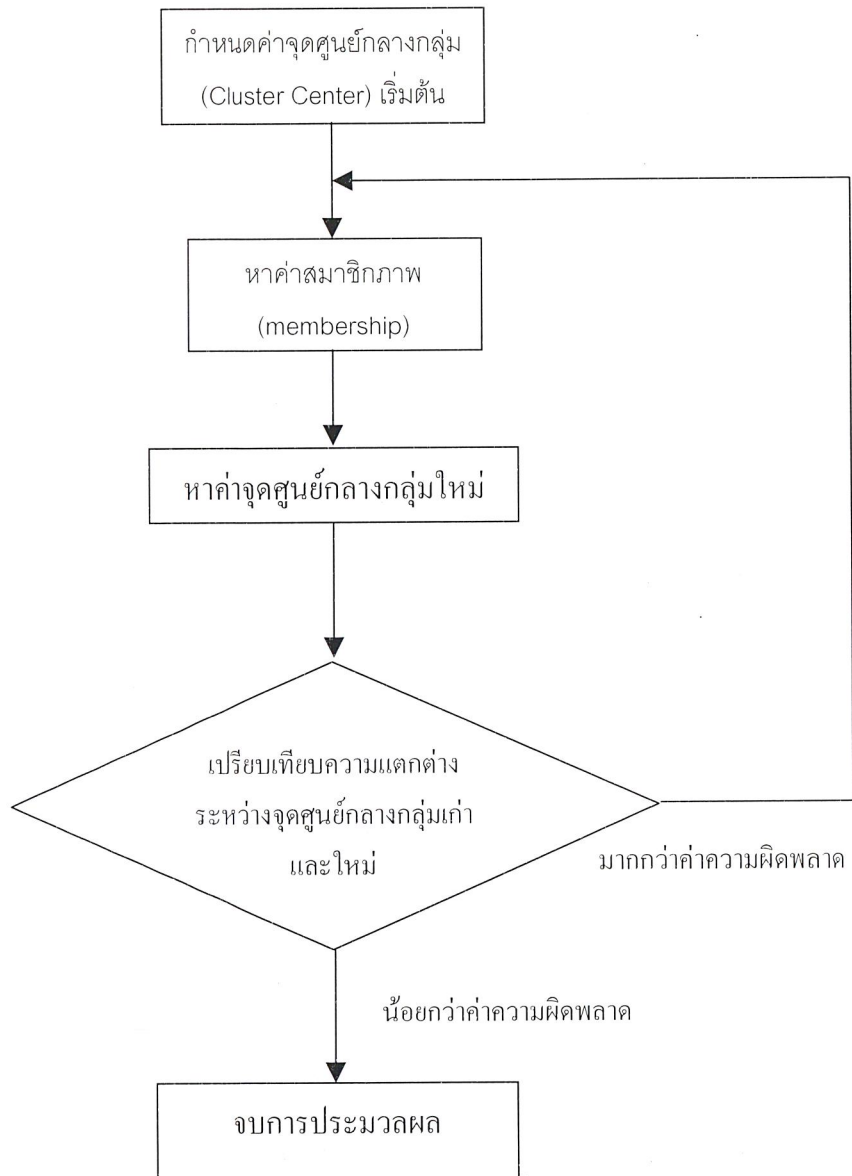 กำหนดค่าจุดศูนย์กลางกลุ่ม
(Cluster Center) เริ่มต้น
หาค่าสมาชิกภาพ
(membership)
หาค่าจุดศูนย์กลางกลุ่มใหม่
เปรียบเทียบความแตกต่าง
ระหว่างจุดศูนย์กลางกลุ่มเก่า
และใหม่
มากกว่าค่าความผิดพลาด
น้อยกว่าค่าความผิดพลาด
จบการประมวลผล